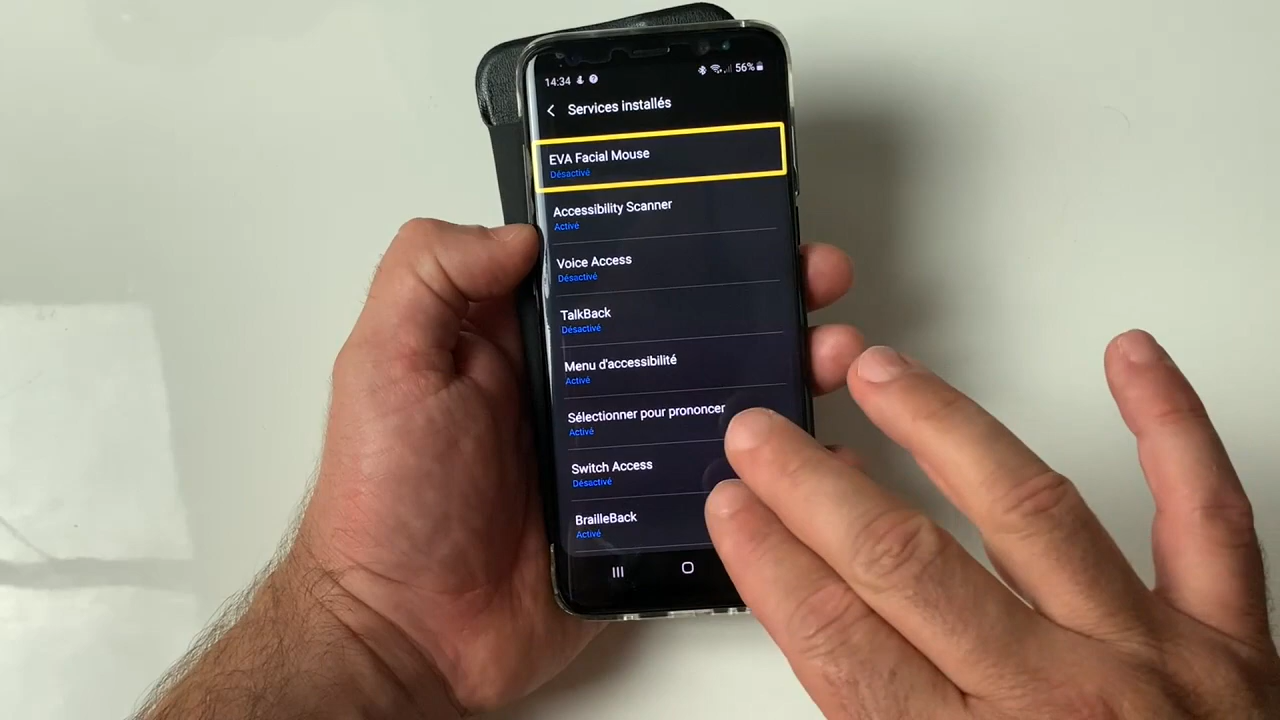 14:34 56%
Services installés
EVA Facial Mouse
Désactivé
Accessibility Scanner
Activé
Voice Access
Désactivé
TalkBack
Désactivé
Menu d'accessibilité
Activé
Sélectionner pour prononcer
Activé
Switch Access
Désactivé
BrailleBack
Activé